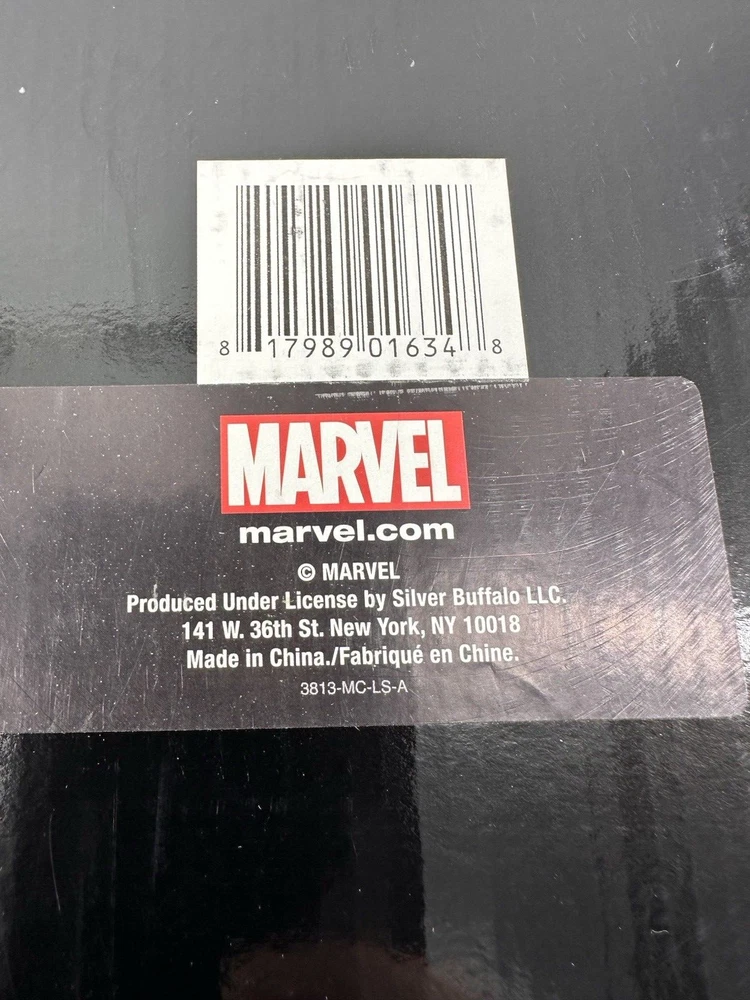 8 17989 01634 8
MARVEL
marvel.com
© MARVEL
Produced Under License by Silver Buffalo LLC.
141 W. 36th St. New York, NY 10018
Made in China./Fabriqué en Chine.
3813-MC-LS-A